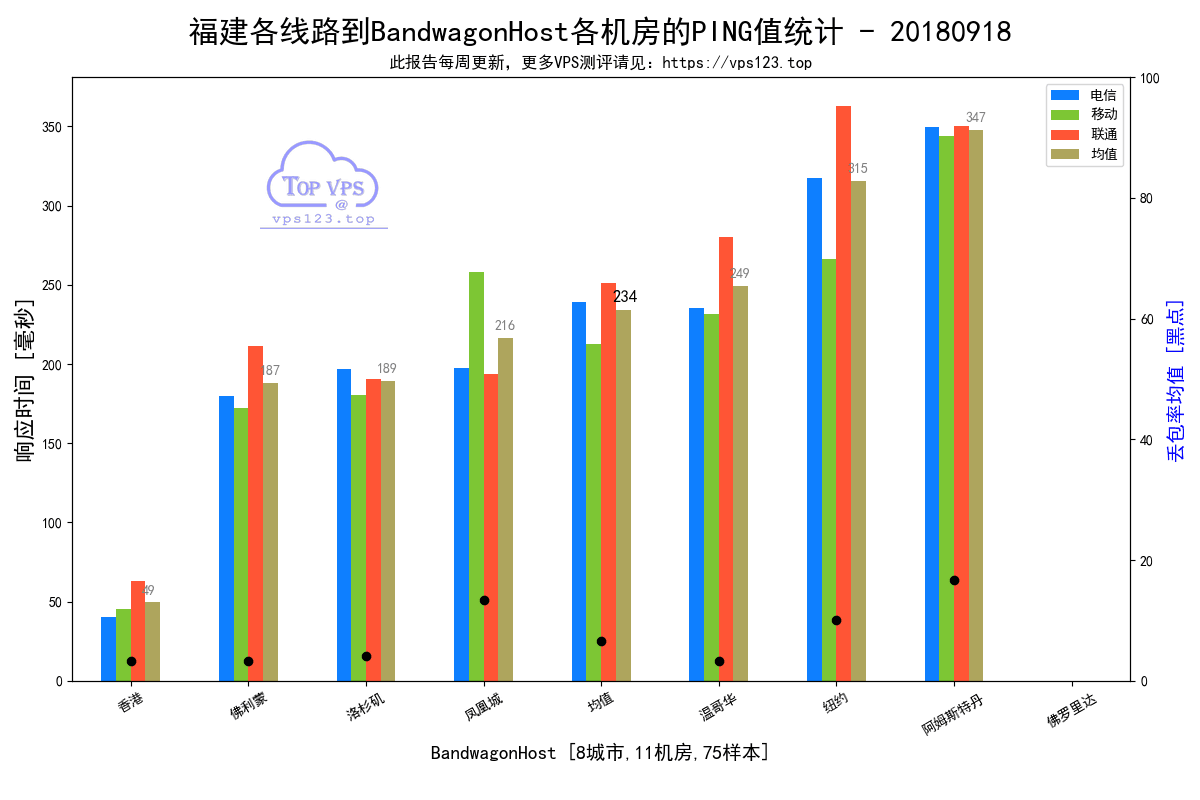 福建各线路到BandwagonHost各机房的PING值统计 - 20180918
此报告每周更新，更多VPS测评请见：https://vps123.top
电信
移动
联通
均值
TOP VPS
@
vps123.top
响应时间 [毫秒]
350
300
250
200
150
100
50
0
49
187
189
216
234
249
315
347
100
80
60
40
20
0
丢包率均值 [黑点]
香港
佛利蒙
洛杉矶
凤凰城
均值
温哥华
纽约
阿姆斯特丹
佛罗里达
BandwagonHost [8城市,11机房,75样本]